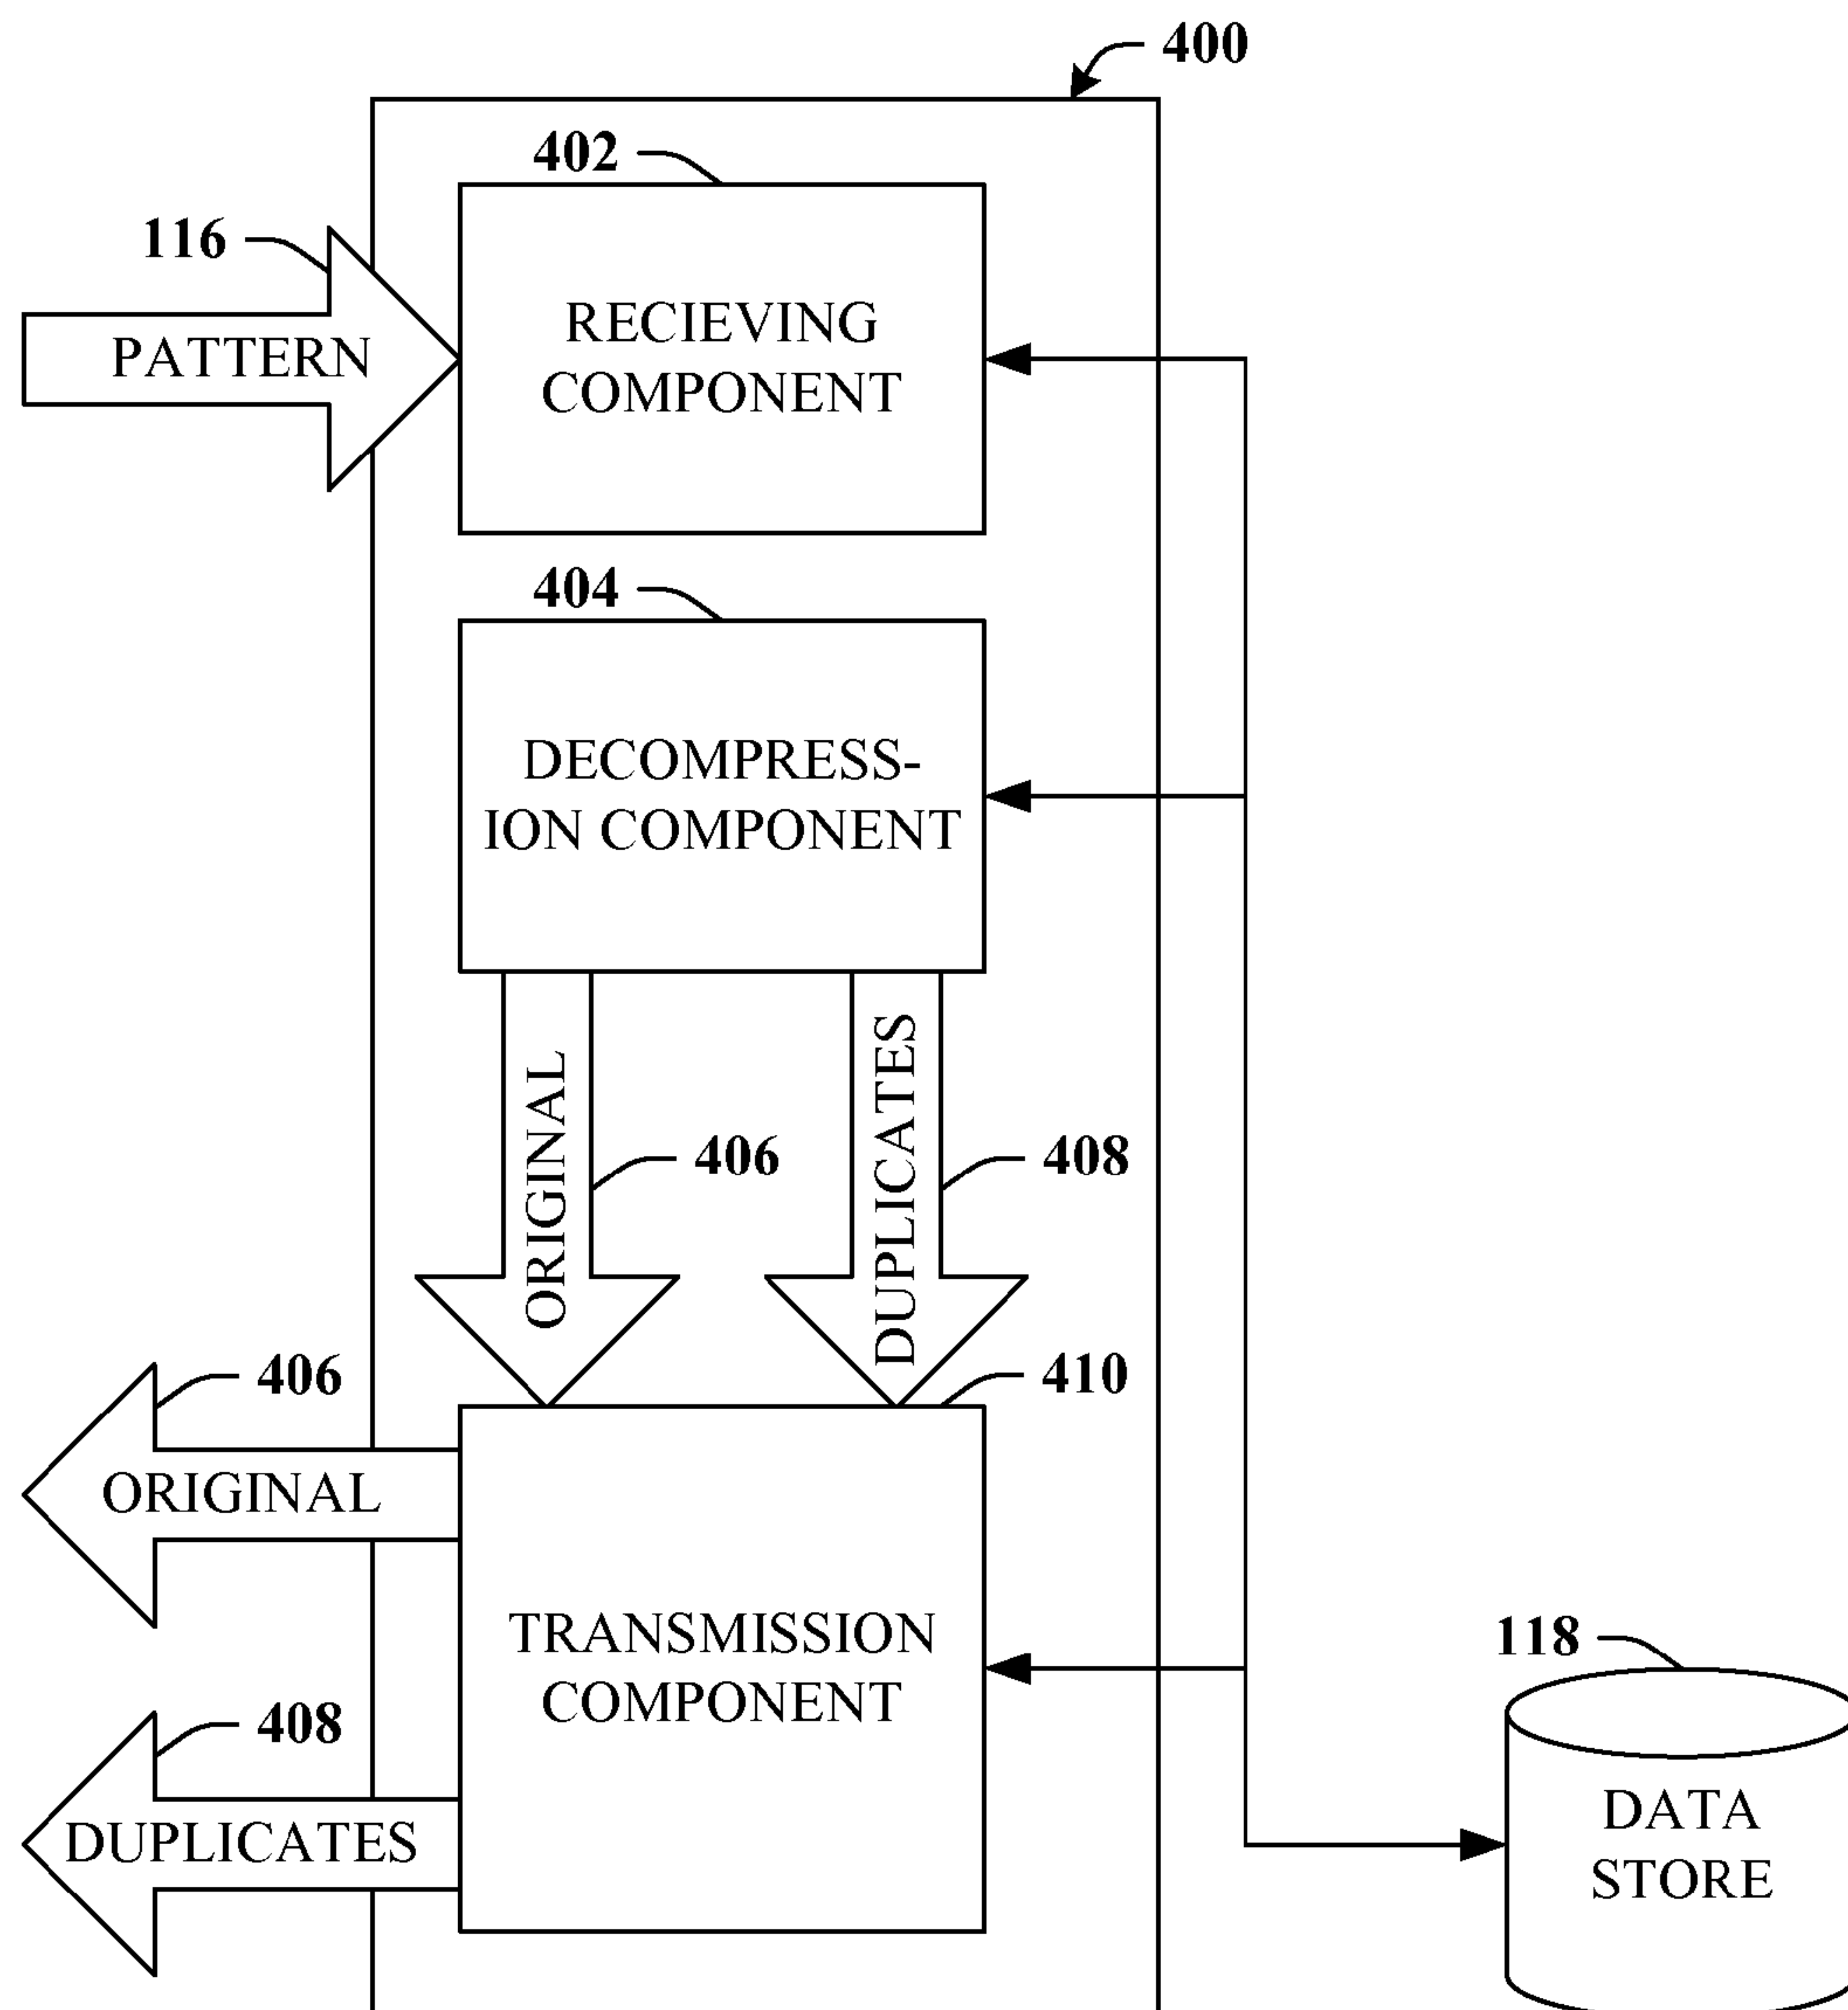 400
402
116
RECIEVING
COMPONENT
PATTERN
404
DECOMPRESS-
ION COMPONENT
ORIGINAL
406
DUPLICATES
408
406
410
ORIGINAL
TRANSMISSION
COMPONENT
408
DUPLICATES
118
DATA
STORE